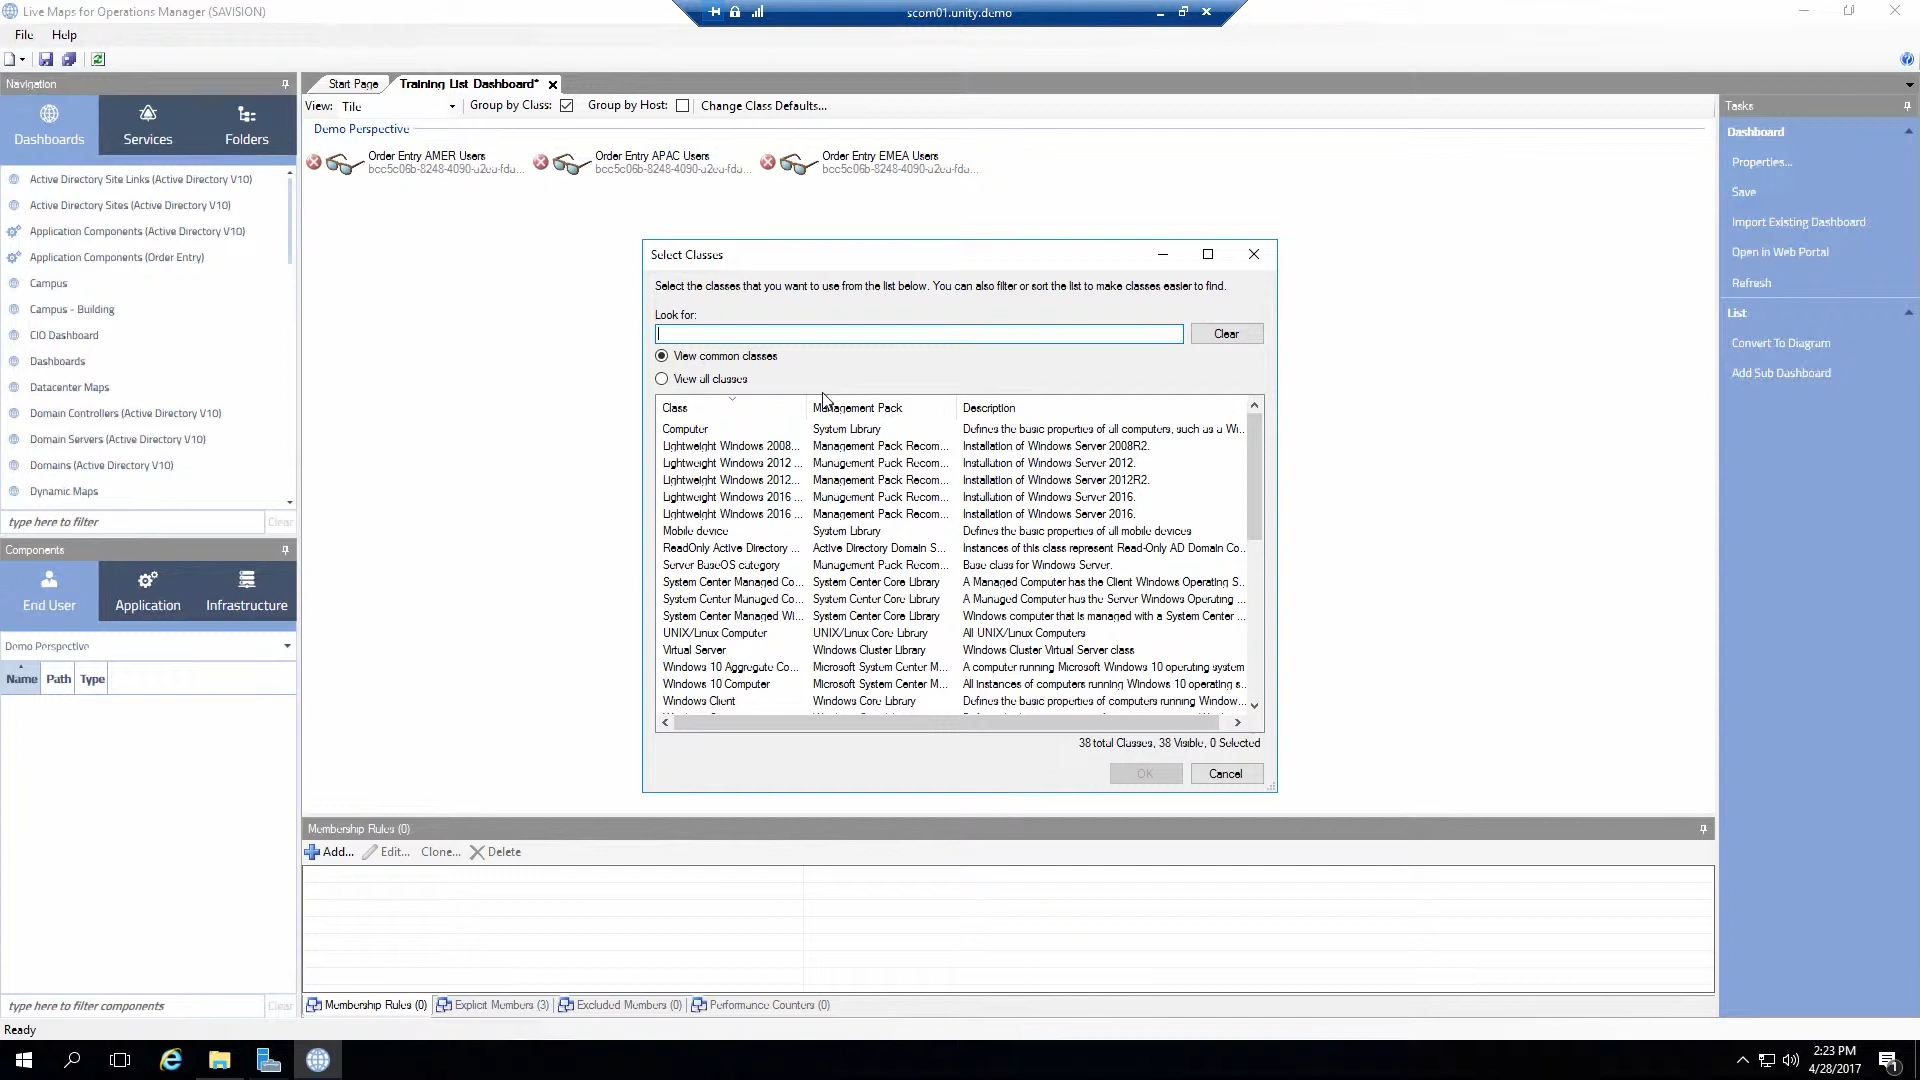 Live Maps for Operations Manager (SAVISION)
scom01.unity.demo
File Help
Navigation
Dashboards Services Folders
Active Directory Site Links (Active Directory V10)
Active Directory Sites (Active Directory V10)
Application Components (Active Directory V10)
Application Components (Order Entry)
Campus
Campus - Building
CIO Dashboard
Dashboards
Datacenter Maps
Domain Controllers (Active Directory V10)
Domain Servers (Active Directory V10)
Domains (Active Directory V10)
Dynamic Maps
type here to filter Clear
Components
End User Application Infrastructure
Demo Perspective
Name Path Type
type here to filter components Clear
Ready
Start Page Training List Dashboard*
View: Tile Group by Class: Group by Host: Change Class Defaults...
Demo Perspective
Order Entry AMER Users
bcc5c06b-8248-4090-a2ea-fda...
Order Entry APAC Users
bcc5c06b-8248-4090-a2ea-fda...
Order Entry EMEA Users
bcc5c06b-8248-4090-a2ea-fda...
Select Classes
Select the classes that you want to use from the list below. You can also filter or sort the list to make classes easier to find.
Look for:
Clear
View common classes
View all classes
Class Management Pack Description
Computer System Library Defines the basic properties of all computers, such as a Wi...
Lightweight Windows 2008... Management Pack Recom... Installation of Windows Server 2008R2.
Lightweight Windows 2012 ... Management Pack Recom... Installation of Windows Server 2012.
Lightweight Windows 2012... Management Pack Recom... Installation of Windows Server 2012R2.
Lightweight Windows 2016 ... Management Pack Recom... Installation of Windows Server 2016.
Lightweight Windows 2016 ... Management Pack Recom... Installation of Windows Server 2016.
Mobile device System Library Defines the basic properties of all mobile devices
ReadOnly Active Directory ... Active Directory Domain S... Instances of this class represent Read-Only AD Domain Co...
Server BaseOS category Management Pack Recom... Base class for Windows Server.
System Center Managed Co... System Center Core Library A Managed Computer has the Client Windows Operating S...
System Center Managed Co... System Center Core Library A Managed Computer has the Server Windows Operating ...
System Center Managed Wi... System Center Core Library Windows computer that is managed with a System Center ...
UNIX/Linux Computer UNIX/Linux Core Library All UNIX/Linux Computers
Virtual Server Windows Cluster Library Windows Cluster Virtual Server class
Windows 10 Aggregate Co... Microsoft System Center M... A computer running Microsoft Windows 10 operating system
Windows 10 Computer Microsoft System Center M... All instances of computers running Windows 10 operating s...
Windows Client Windows Core Library Defines the basic properties of computers running Window...
38 total Classes, 38 Visible, 0 Selected
OK Cancel
Membership Rules (0)
Add... Edit... Clone... Delete
Membership Rules (0) Explicit Members (3) Excluded Members (0) Performance Counters (0)
Tasks
Dashboard
Properties...
Save
Import Existing Dashboard
Open in Web Portal
Refresh
List
Convert To Diagram
Add Sub Dashboard
2:23 PM
4/28/2017
1